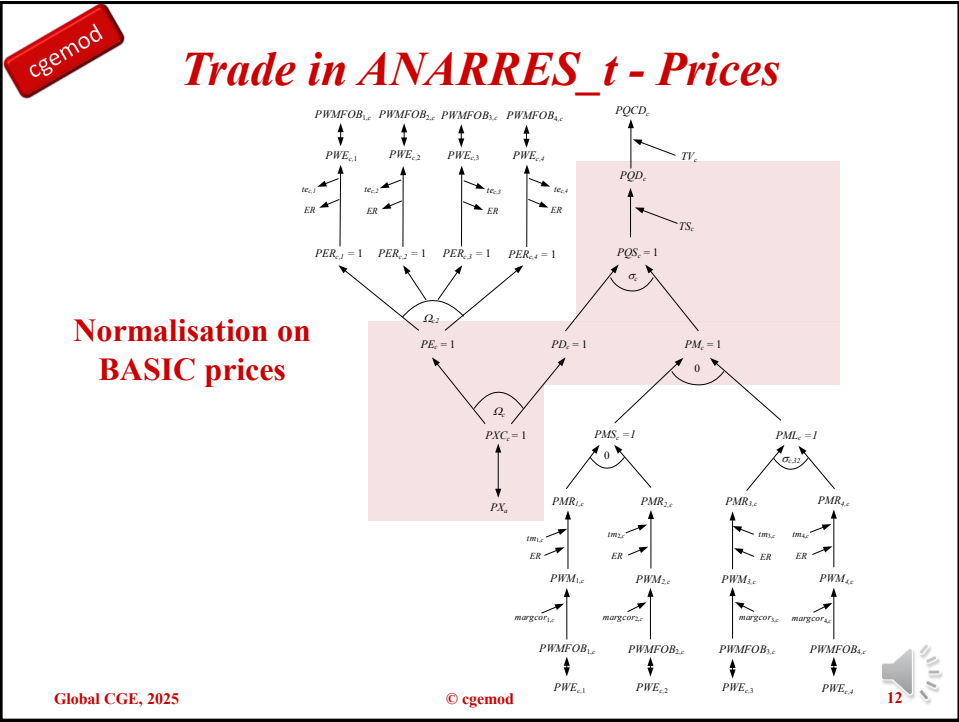 cgemod
Trade in ANARRES_t - Prices
PWMFOB1,c PWMFOB2,c PWMFOB3,c PWMFOB4,c
PQCDc
PWEc,1 PWEc,2 PWEc,3 PWEc,4
TVc
PQDc
tec,1 tec,2 tec,3 tec,4
ER ER ER ER
TSc
PERc,1 = 1 PERc,2 = 1 PERc,3 = 1 PERc,4 = 1
PQSc = 1
σc
Ωc2
Normalisation on
BASIC prices
PEc = 1 PDc = 1 PMc = 1
0
Ωc
PXCc = 1 PMSc =1 PMLc =1
0 σc,32
PXa
PMR1,c PMR2,c PMR3,c PMR4,c
tm1,c tm2,c tm3,c tm4,c
ER ER ER ER
PWM1,c PWM2,c PWM3,c PWM4,c
margcor1,c margcor2,c margcor3,c margcor4,c
PWMFOB1,c PWMFOB2,c PWMFOB3,c PWMFOB4,c
PWEc,1 PWEc,2 PWEc,3 PWEc,4
Global CGE, 2025 © cgemod 12